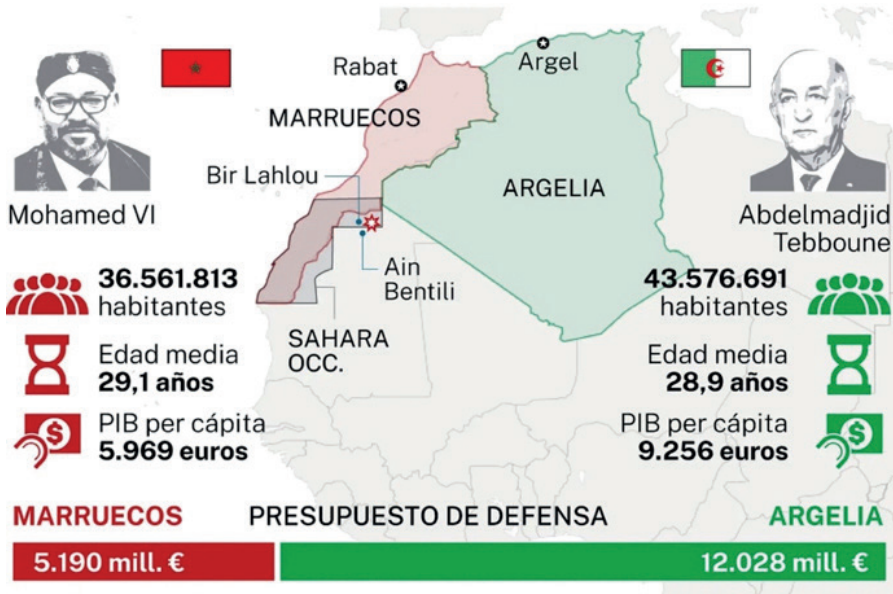 Rabat
Argel
MARRUECOS
Bir Lahlou
ARGELIA
Mohamed VI
Abdelmadjid
Tebboune
Ain
Bentili
36.561.813
habitantes
43.576.691
habitantes
SAHARA
OCC.
Edad media
29,1 años
Edad media
28,9 años
PIB per cápita
5.969 euros
PIB per cápita
9.256 euros
MARRUECOS
PRESUPUESTO DE DEFENSA
ARGELIA
5.190 mill. €
12.028 mill. €